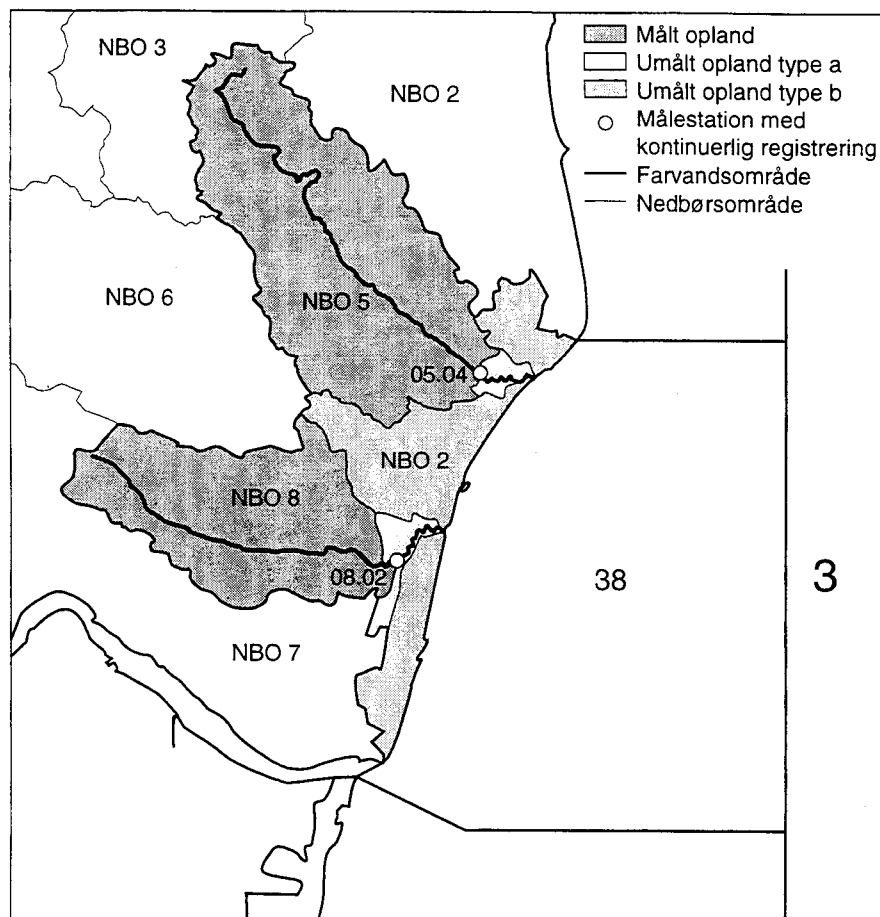 NBO 3
NBO 2
Målt opland
Umålt opland type a
Umålt opland type b
Målestation med
kontinuerlig registrering
Farvandsområde
Nedbørsområde
NBO 6
NBO 5
05.04
NBO 2
NBO 8
08.02
38
3
NBO 7